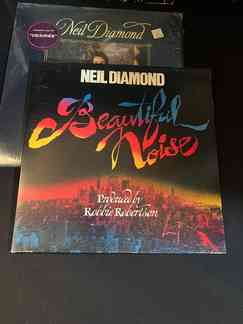 Neil Diamond
NEIL DIAMOND
Beautiful
Noise
Produced by
Robbie Robertson